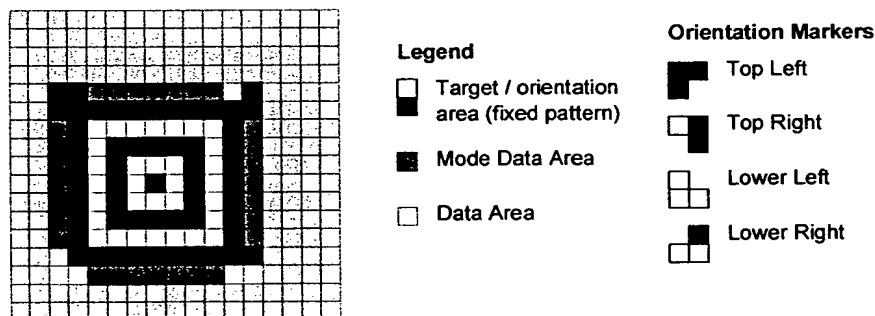 Legend
Target / orientation
area (fixed pattern)
Mode Data Area
Data Area
Orientation Markers
Top Left
Top Right
Lower Left
Lower Right